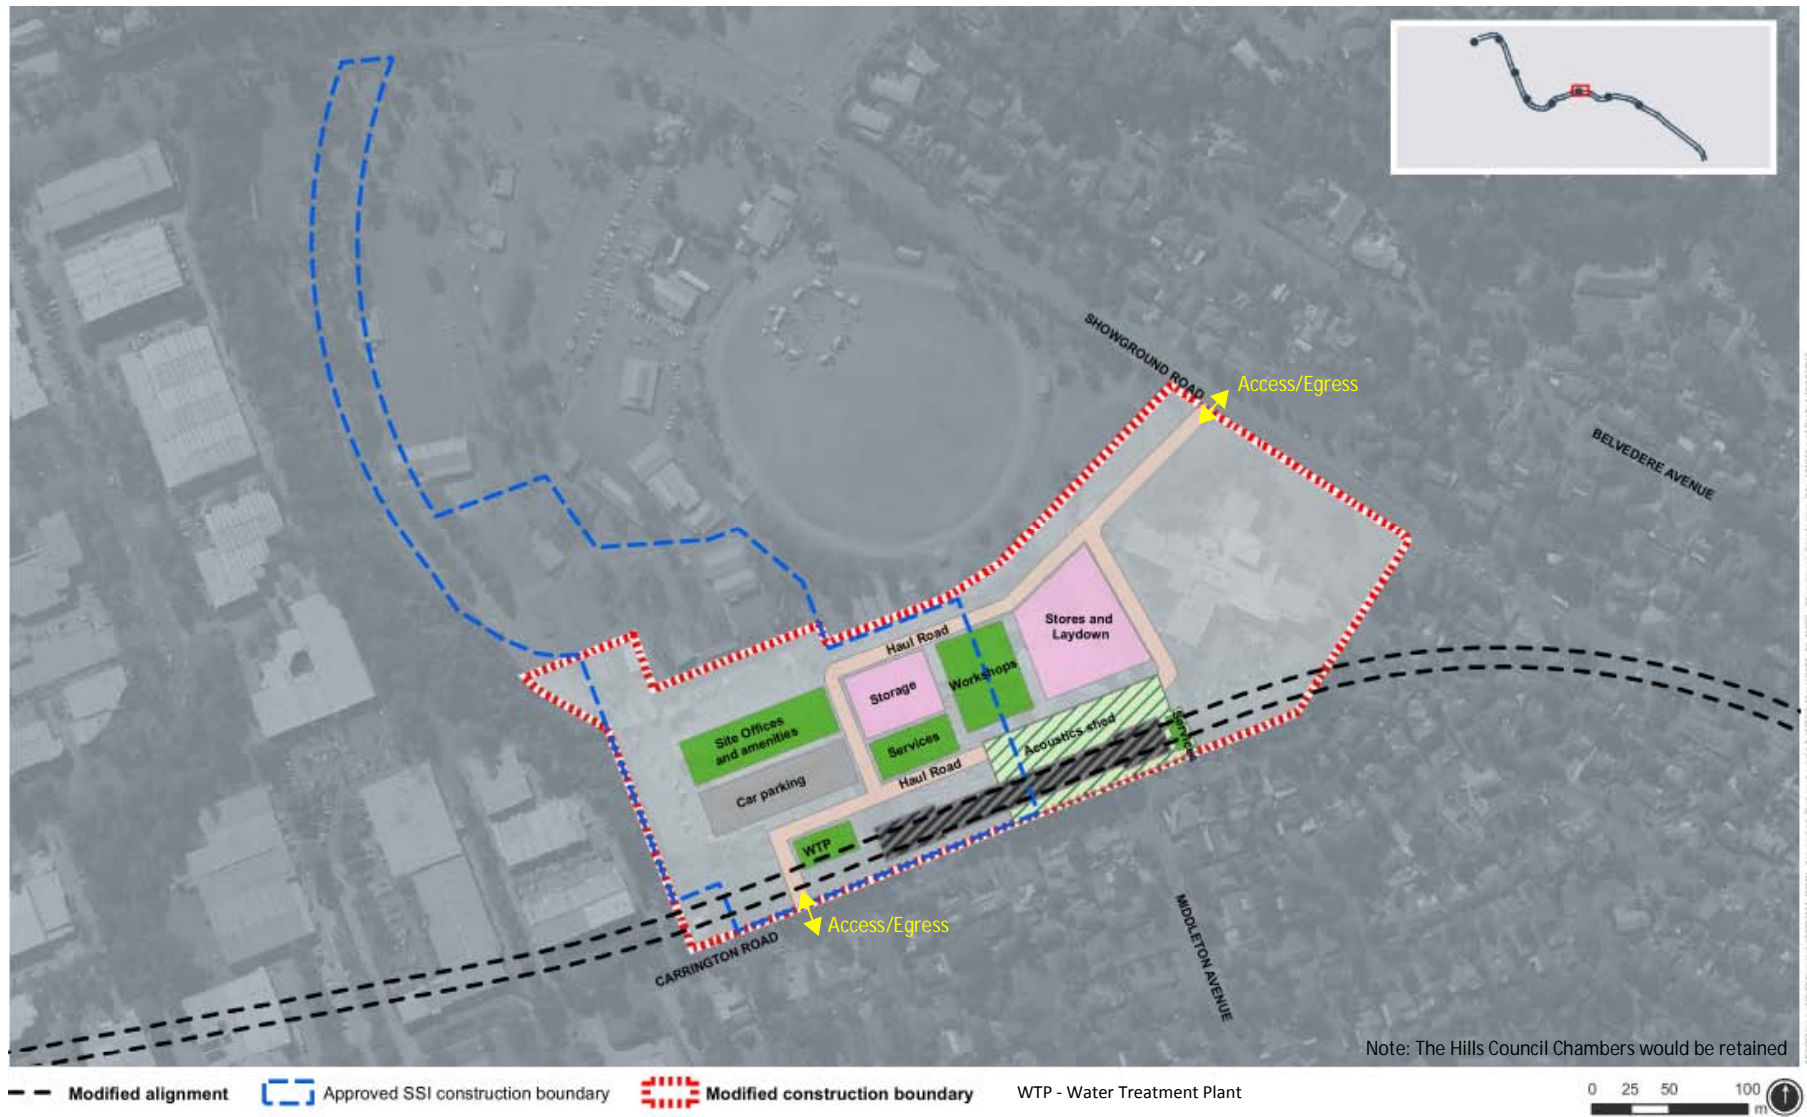 SHOWGROUND ROAD
Access/Egress
BELVEDERE AVENUE
Stores and
Laydown
Haul Road
Workshops
Storage
Site Offices
and amenities
Services
Acoustics shed
Services
Car parking
Haul Road
WTP
Access/Egress
CARRINGTON ROAD
MIDDLETON AVENUE
Note: The Hills Council Chambers would be retained
Modified alignment
Approved SSI construction boundary
Modified construction boundary
WTP - Water Treatment Plant
0 25 50 100
m